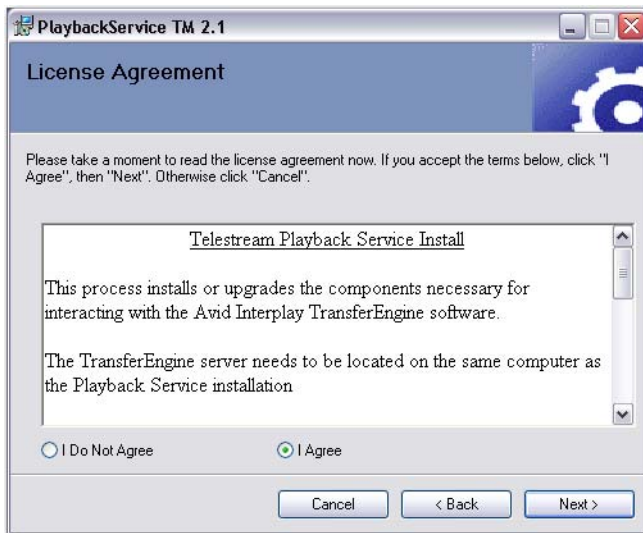 PlaybackService TM 2.1
License Agreement
Please take a moment to read the license agreement now. If you accept the terms below, click "I
Agree", then "Next". Otherwise click "Cancel".
Telestream Playback Service Install
This process installs or upgrades the components necessary for
interacting with the Avid Interplay TransferEngine software.
The TransferEngine server needs to be located on the same computer as
the Playback Service installation
I Do Not Agree
I Agree
Cancel
< Back
Next >